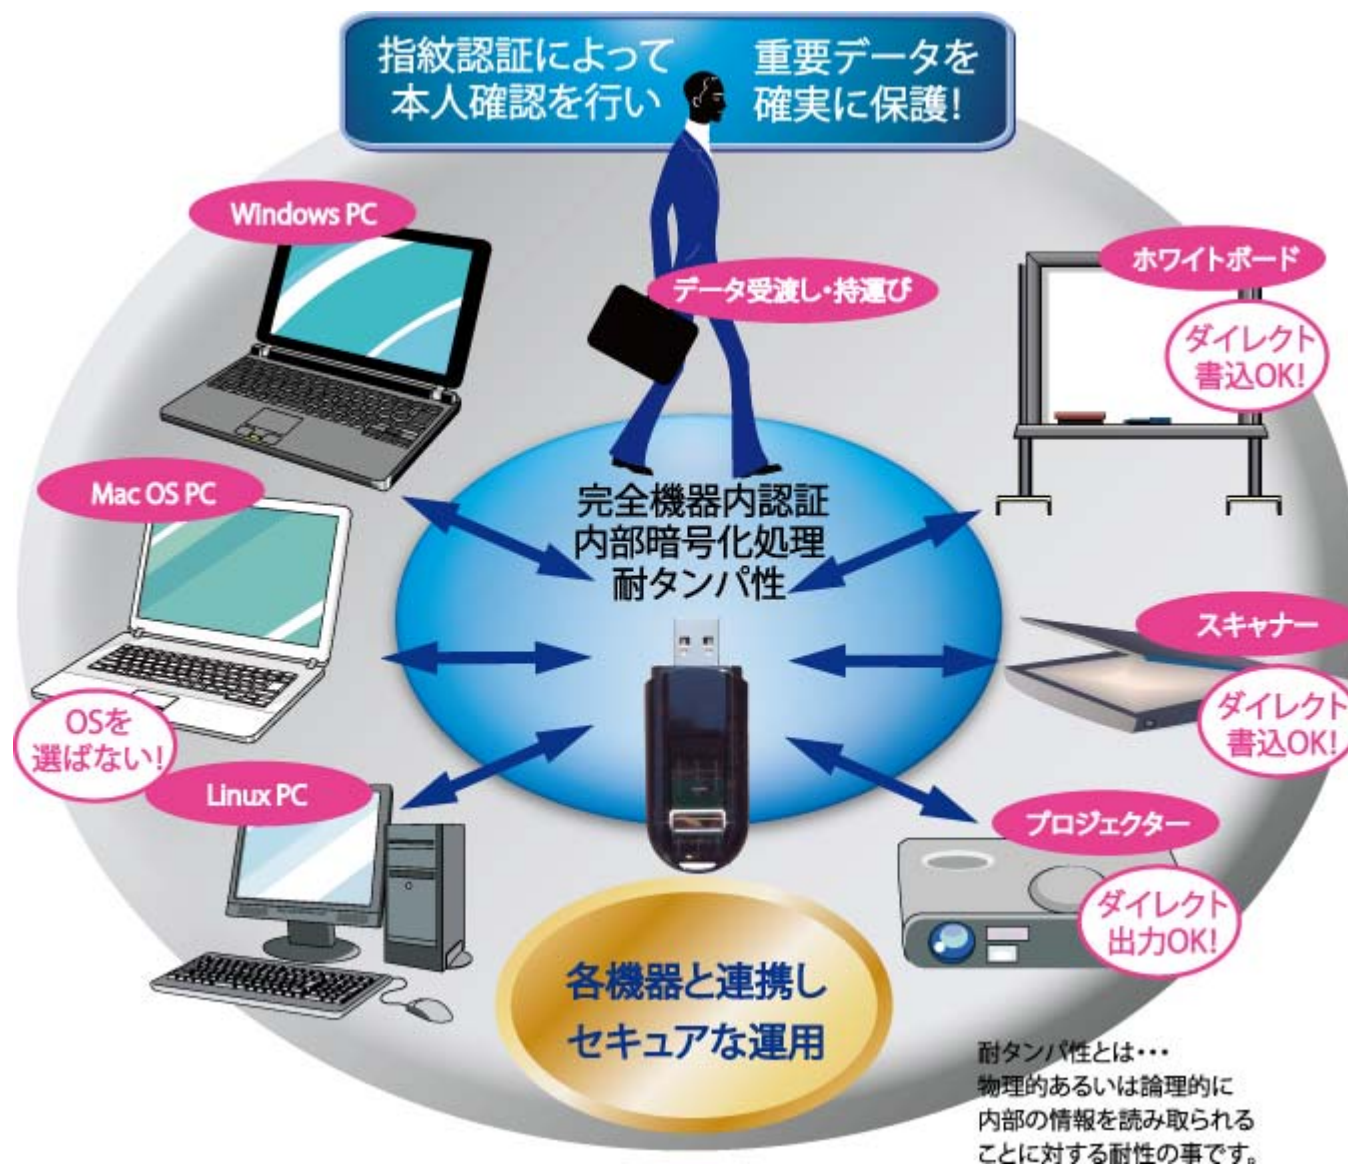 指紋認証によって
本人確認を行い
重要データを
確実に保護！
Windows PC
データ受渡し・持運び
ホワイトボード
ダイレクト
書込OK!
Mac OS PC
完全機器内認証
内部暗号化処理
耐タンパ性
スキャナー
ダイレクト
書込OK!
OSを
選ばない！
Linux PC
プロジェクター
ダイレクト
出力OK!
各機器と連携し
セキュアな運用
耐タンパ性とは・・・
物理的あるいは論理的に
内部の情報を読み取られる
ことに対する耐性の事です。